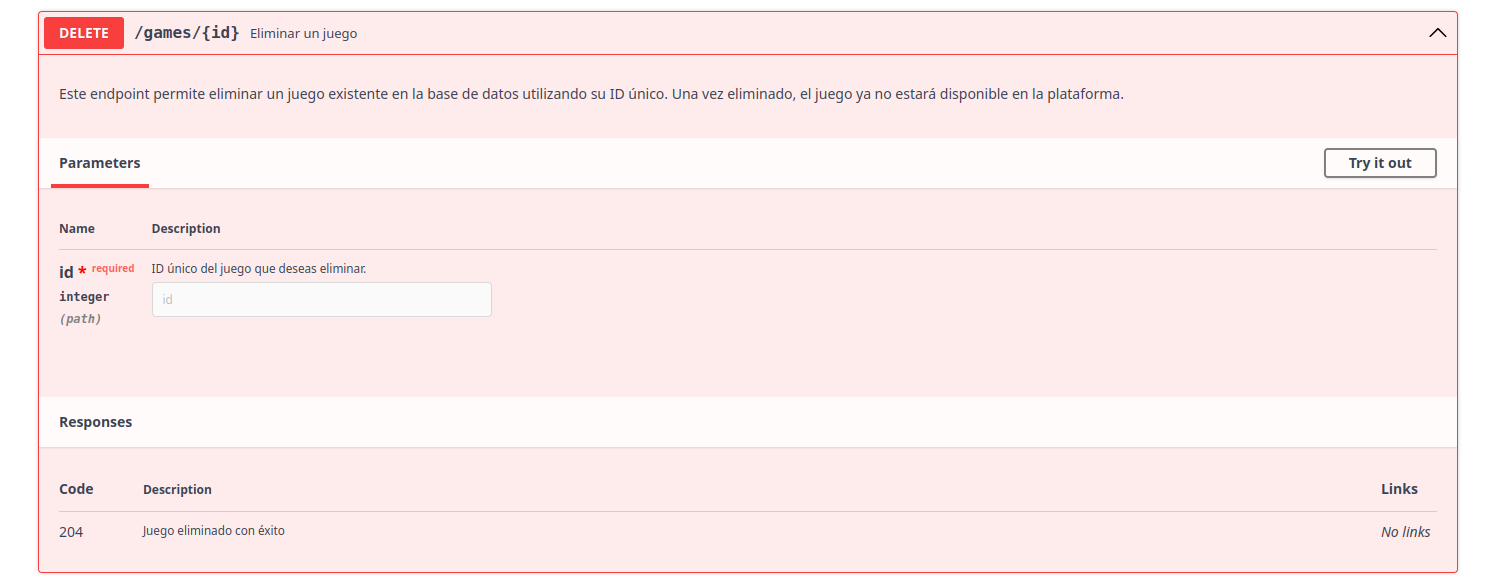 DELETE /games/{id} Eliminar un juego
Este endpoint permite eliminar un juego existente en la base de datos utilizando su ID único. Una vez eliminado, el juego ya no estará disponible en la plataforma.
Parameters Try it out
Name Description
id * required ID único del juego que deseas eliminar.
integer id
(path)
Responses
Code Description Links
204 Juego eliminado con éxito No links